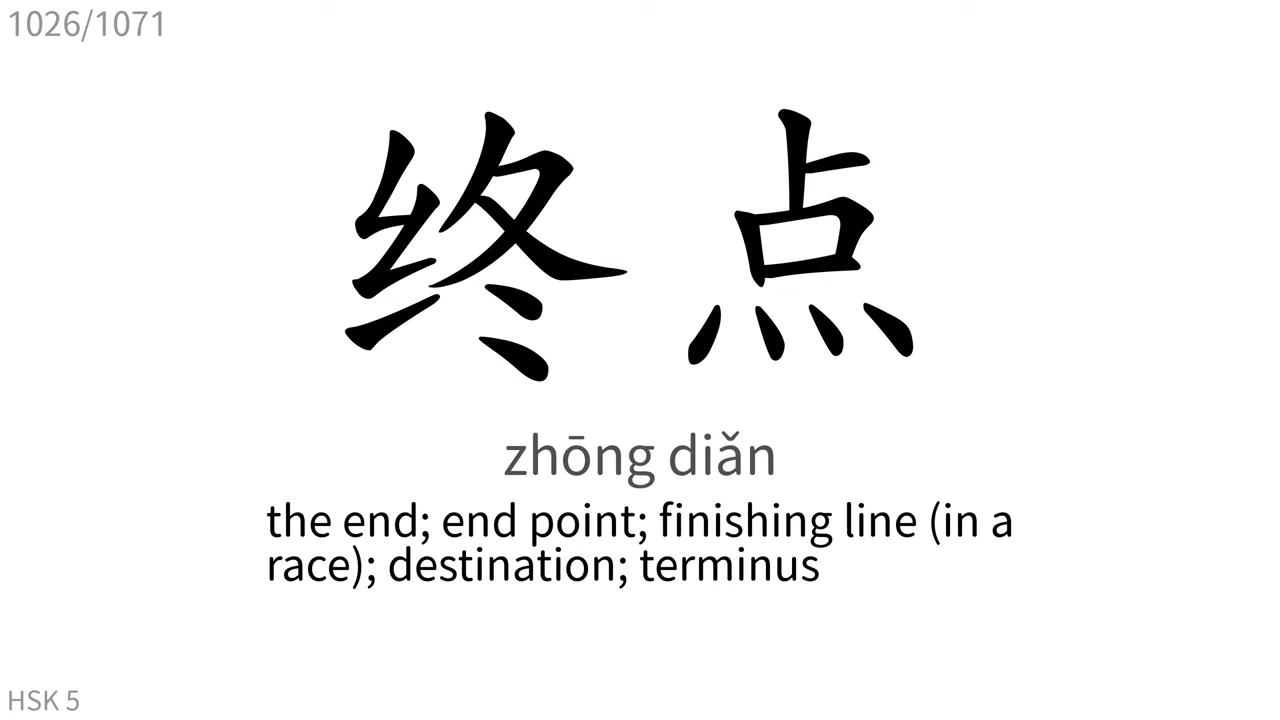 1026/1071
终点
zhōng diǎn
the end; end point; finishing line (in a
race); destination; terminus
HSK 5